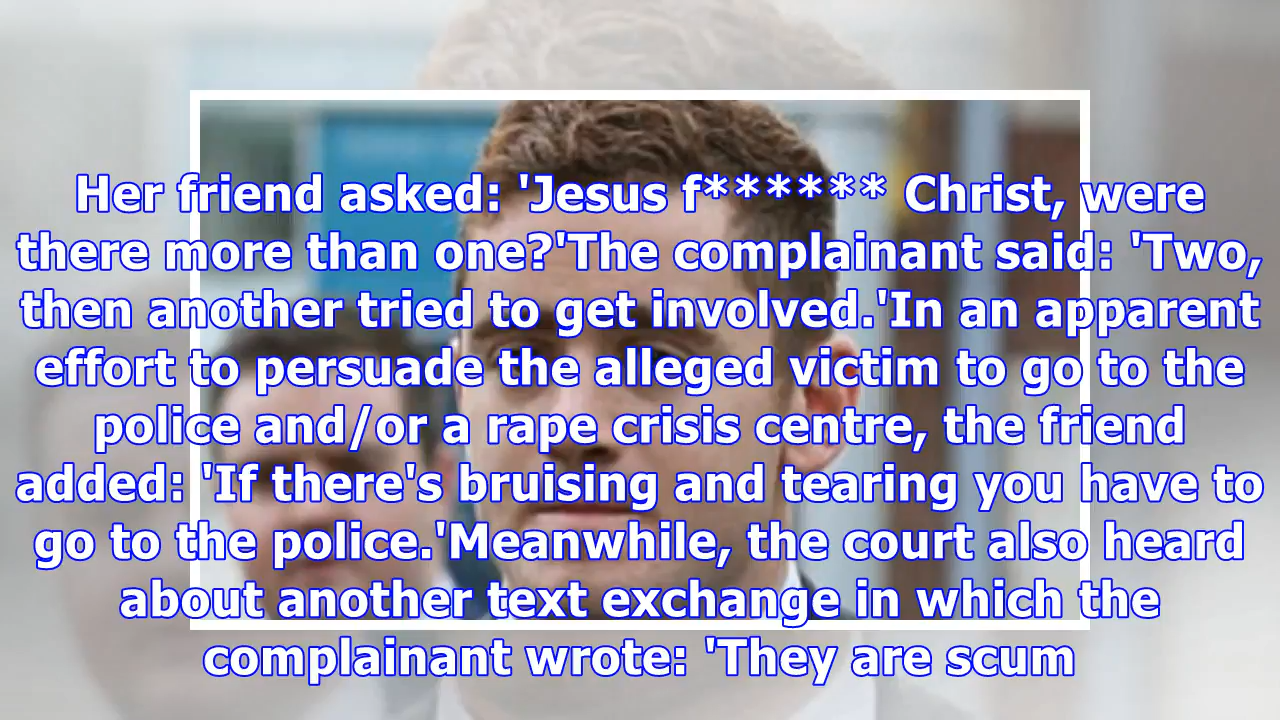 Her friend asked: 'Jesus f****** Christ, were
there more than one?'The complainant said: 'Two,
then another tried to get involved.'In an apparent
effort to persuade the alleged victim to go to the
police and/or a rape crisis centre, the friend
added: 'If there's bruising and tearing you have to
go to the police.'Meanwhile, the court also heard
about another text exchange in which the
complainant wrote: 'They are scum